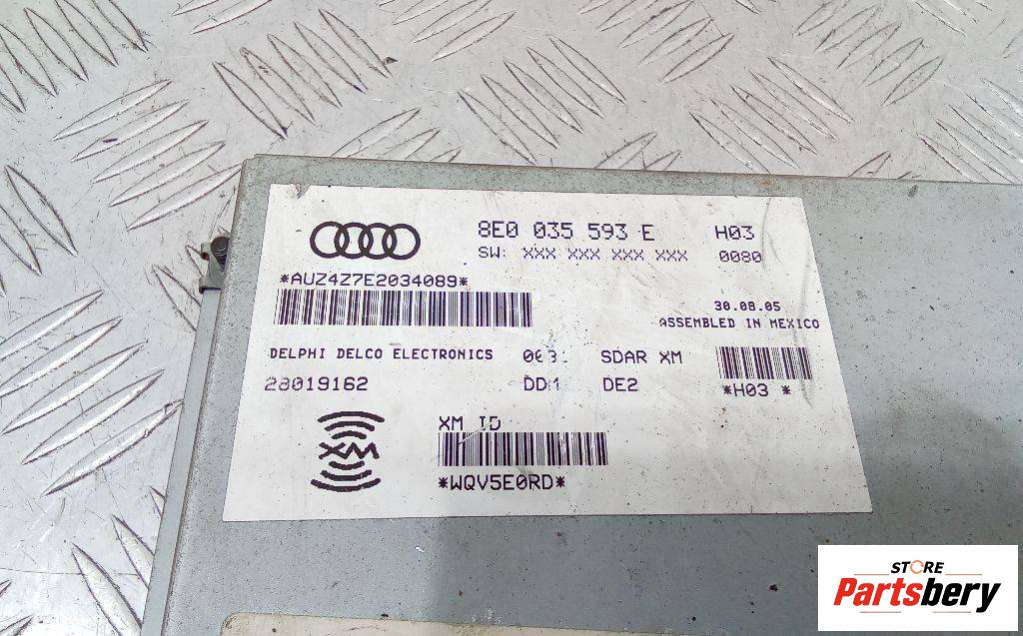 8E0 035 593 E H03
SW: XXX XXX XXX XXX 0080
*AUZ4Z7E2034089*
30.08.05
ASSEMBLED IN MEXICO
DELPHI DELCO ELECTRONICS SDAR XM
28019162 DD1 DE2
*H03 *
XM ID
XM
*WQV5E0RD*
STORE
Partsbery